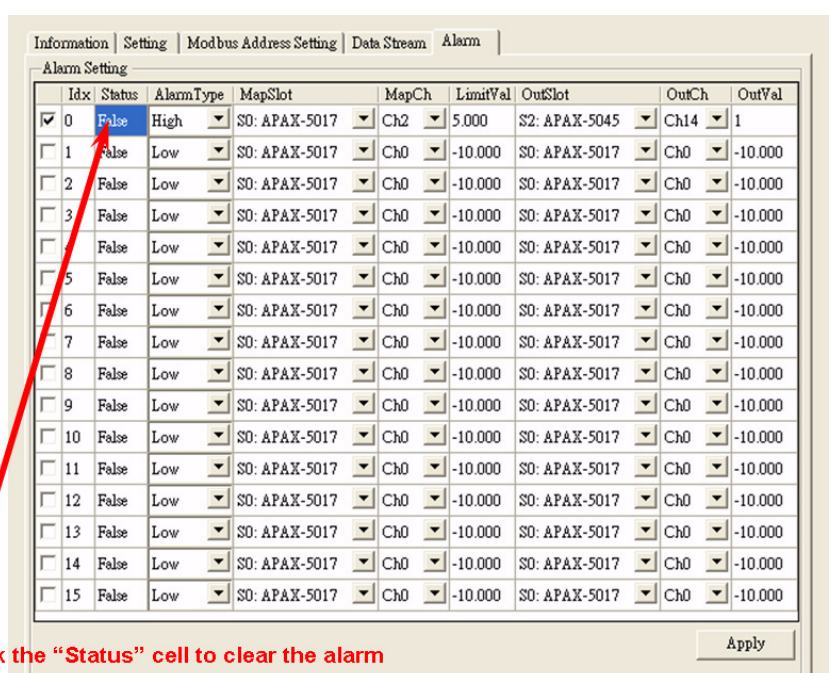 Information Setting Modbus Address Setting Data Stream Alarm
Alarm Setting
Idx Status AlarmType MapSlot MapCh LimitVal OutSlot OutCh OutVal
0 False High S0: APAX-5017 Ch2 5.000 S2: APAX-5045 Ch14 1
1 False Low S0: APAX-5017 Ch0 -10.000 S0: APAX-5017 Ch0 -10.000
2 False Low S0: APAX-5017 Ch0 -10.000 S0: APAX-5017 Ch0 -10.000
3 False Low S0: APAX-5017 Ch0 -10.000 S0: APAX-5017 Ch0 -10.000
False Low S0: APAX-5017 Ch0 -10.000 S0: APAX-5017 Ch0 -10.000
5 False Low S0: APAX-5017 Ch0 -10.000 S0: APAX-5017 Ch0 -10.000
6 False Low S0: APAX-5017 Ch0 -10.000 S0: APAX-5017 Ch0 -10.000
7 False Low S0: APAX-5017 Ch0 -10.000 S0: APAX-5017 Ch0 -10.000
8 False Low S0: APAX-5017 Ch0 -10.000 S0: APAX-5017 Ch0 -10.000
9 False Low S0: APAX-5017 Ch0 -10.000 S0: APAX-5017 Ch0 -10.000
10 False Low S0: APAX-5017 Ch0 -10.000 S0: APAX-5017 Ch0 -10.000
11 False Low S0: APAX-5017 Ch0 -10.000 S0: APAX-5017 Ch0 -10.000
12 False Low S0: APAX-5017 Ch0 -10.000 S0: APAX-5017 Ch0 -10.000
13 False Low S0: APAX-5017 Ch0 -10.000 S0: APAX-5017 Ch0 -10.000
14 False Low S0: APAX-5017 Ch0 -10.000 S0: APAX-5017 Ch0 -10.000
15 False Low S0: APAX-5017 Ch0 -10.000 S0: APAX-5017 Ch0 -10.000
Apply
the “Status” cell to clear the alarm